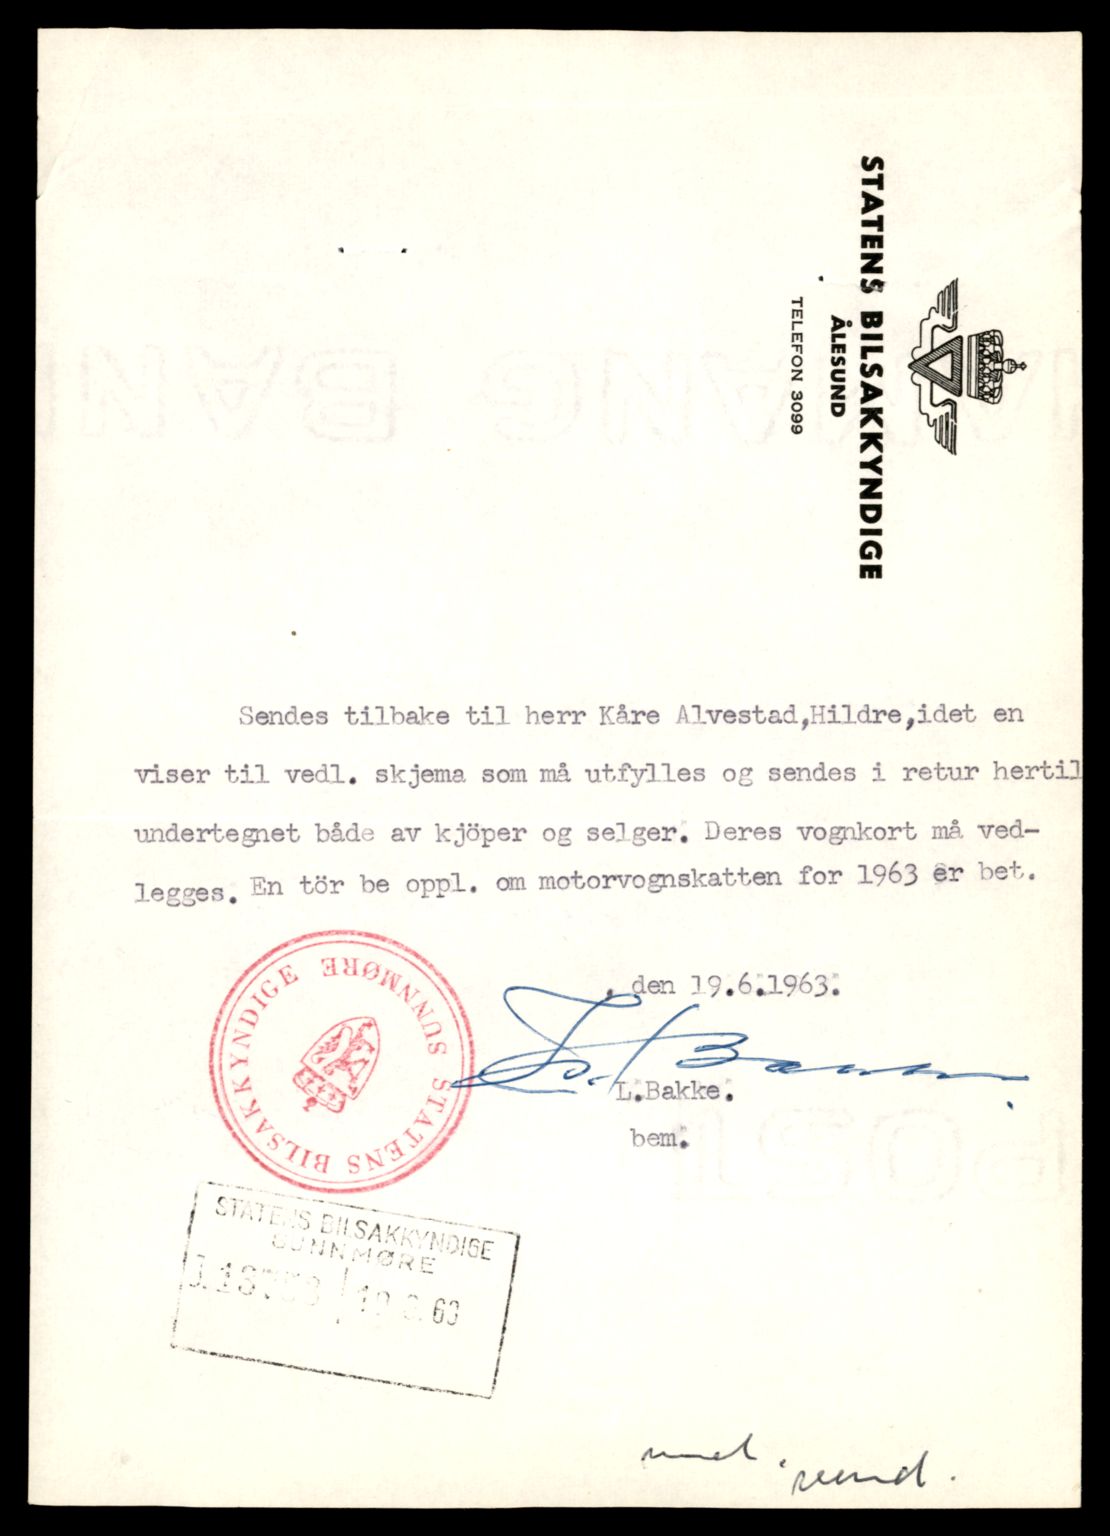 STATENS BILSAKKYNDIGE
ÅLESUND
TELEFON 3099
Sendes tilbake til herr Kåre Alvestad,Hildre,idet en
viser til vedl. skjema som må utfylles og sendes i retur hertil
undertegnet både av kjöper og selger. Deres vognkort må ved-
legges. En tör be oppl. om motorvognskatten for 1963 er bet.
. den 19.6.1963.
L.Bakke.
bem.
STATENS BILSAKKYNDIGE SUNNMØRE
STATENS BILSAKKYNDIGE
SUNNMØRE
63
vend.